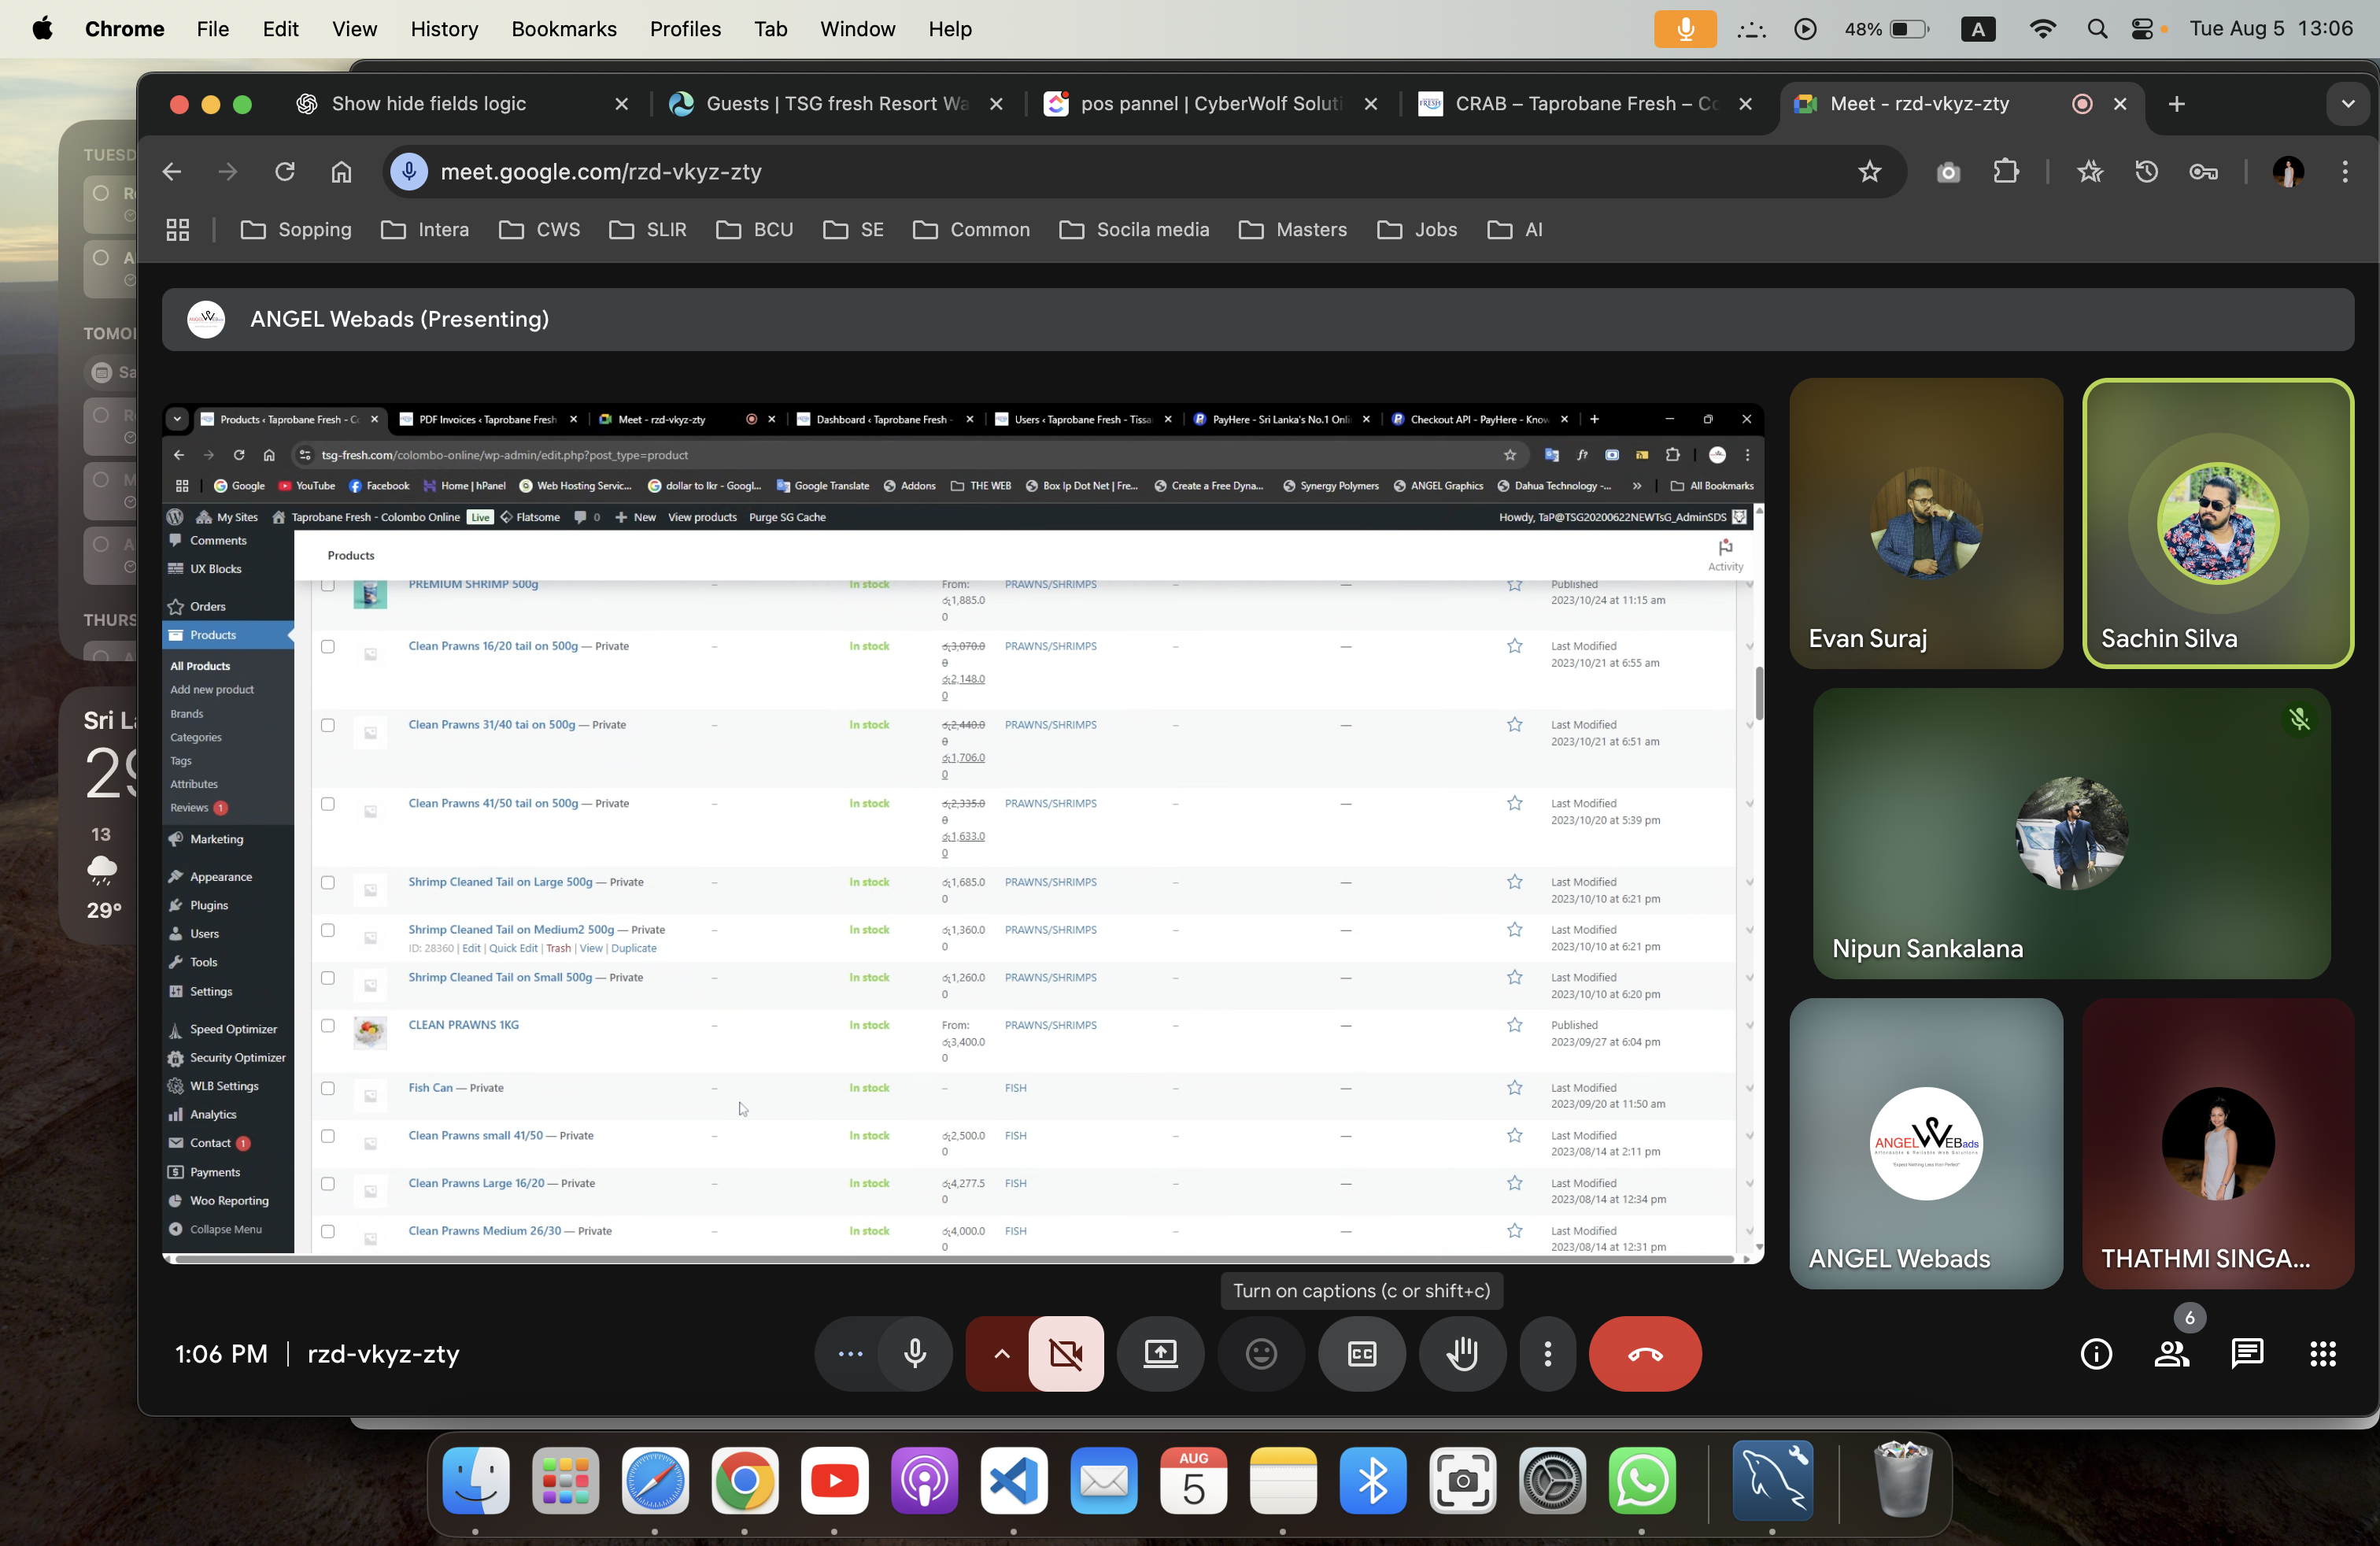 Chrome File Edit View History Bookmarks Profiles Tab Window Help
48% A Tue Aug 5 13:06
Show hide fields logic
Guests | TSG fresh Resort Wa
pos pannel | CyberWolf Soluti
CRAB – Taprobane Fresh – Co
Meet - rzd-vkyz-zty
meet.google.com/rzd-vkyz-zty
Sopping Intera CWS SLIR BCU SE Common Socila media Masters Jobs AI
TUESD
TOMOR
Sa
THURS
Sri La
29
13
29°
ANGEL Webads (Presenting)
Products ‹ Taprobane Fresh - Co
PDF Invoices ‹ Taprobane Fresh
Meet - rzd-vkyz-zty
Dashboard ‹ Taprobane Fresh -
Users ‹ Taprobane Fresh - Tissa
PayHere - Sri Lanka's No.1 Onli
Checkout API - PayHere - Know
tsg-fresh.com/colombo-online/wp-admin/edit.php?post_type=product
Google YouTube Facebook Home | hPanel Web Hosting Servic... dollar to lkr - Googl... Google Translate Addons THE WEB Box Ip Dot Net | Fre... Create a Free Dyna... Synergy Polymers ANGEL Graphics Dahua Technology -... » All Bookmarks
My Sites Taprobane Fresh - Colombo Online Live Flatsome 0 New View products Purge SG Cache
Howdy, TaP@TSG20200622NEWTsG_AdminSDS
Comments
UX Blocks
Orders
Products
All Products
Add new product
Brands
Categories
Tags
Attributes
Reviews 1
Marketing
Appearance
Plugins
Users
Tools
Settings
Speed Optimizer
Security Optimizer
WLB Settings
Analytics
Contact 1
Payments
Woo Reporting
Collapse Menu
Products
Activity
PREMIUM SHRIMP 500g – In stock From: රු1,885.00 PRAWNS/SHRIMPS – — Published
2023/10/24 at 11:15 am
Clean Prawns 16/20 tail on 500g — Private – In stock රු3,070.00 රු2,148.00 PRAWNS/SHRIMPS – — Last Modified
2023/10/21 at 6:55 am
Clean Prawns 31/40 tai on 500g — Private – In stock රු2,440.00 රු1,706.00 PRAWNS/SHRIMPS – — Last Modified
2023/10/21 at 6:51 am
Clean Prawns 41/50 tail on 500g — Private – In stock රු2,335.00 රු1,633.00 PRAWNS/SHRIMPS – — Last Modified
2023/10/20 at 5:39 pm
Shrimp Cleaned Tail on Large 500g — Private – In stock රු1,685.00 PRAWNS/SHRIMPS – — Last Modified
2023/10/10 at 6:21 pm
Shrimp Cleaned Tail on Medium2 500g — Private – In stock රු1,360.00 PRAWNS/SHRIMPS – — Last Modified
ID: 28360 | Edit | Quick Edit | Trash | View | Duplicate 2023/10/10 at 6:21 pm
Shrimp Cleaned Tail on Small 500g — Private – In stock රු1,260.00 PRAWNS/SHRIMPS – — Last Modified
2023/10/10 at 6:20 pm
CLEAN PRAWNS 1KG – In stock From: රු3,400.00 PRAWNS/SHRIMPS – — Published
2023/09/27 at 6:04 pm
Fish Can — Private – In stock – FISH – — Last Modified
2023/09/20 at 11:50 am
Clean Prawns small 41/50 — Private – In stock රු2,500.00 FISH – — Last Modified
2023/08/14 at 2:11 pm
Clean Prawns Large 16/20 — Private – In stock රු4,277.50 FISH – — Last Modified
2023/08/14 at 12:34 pm
Clean Prawns Medium 26/30 — Private – In stock රු4,000.00 FISH – — Last Modified
2023/08/14 at 12:31 pm
Evan Suraj
Sachin Silva
Nipun Sankalana
ANGEL WEBads
ANGEL Webads
THATHMI SINGA...
Turn on captions (c or shift+c)
1:06 PM | rzd-vkyz-zty
CC
6
AUG
5